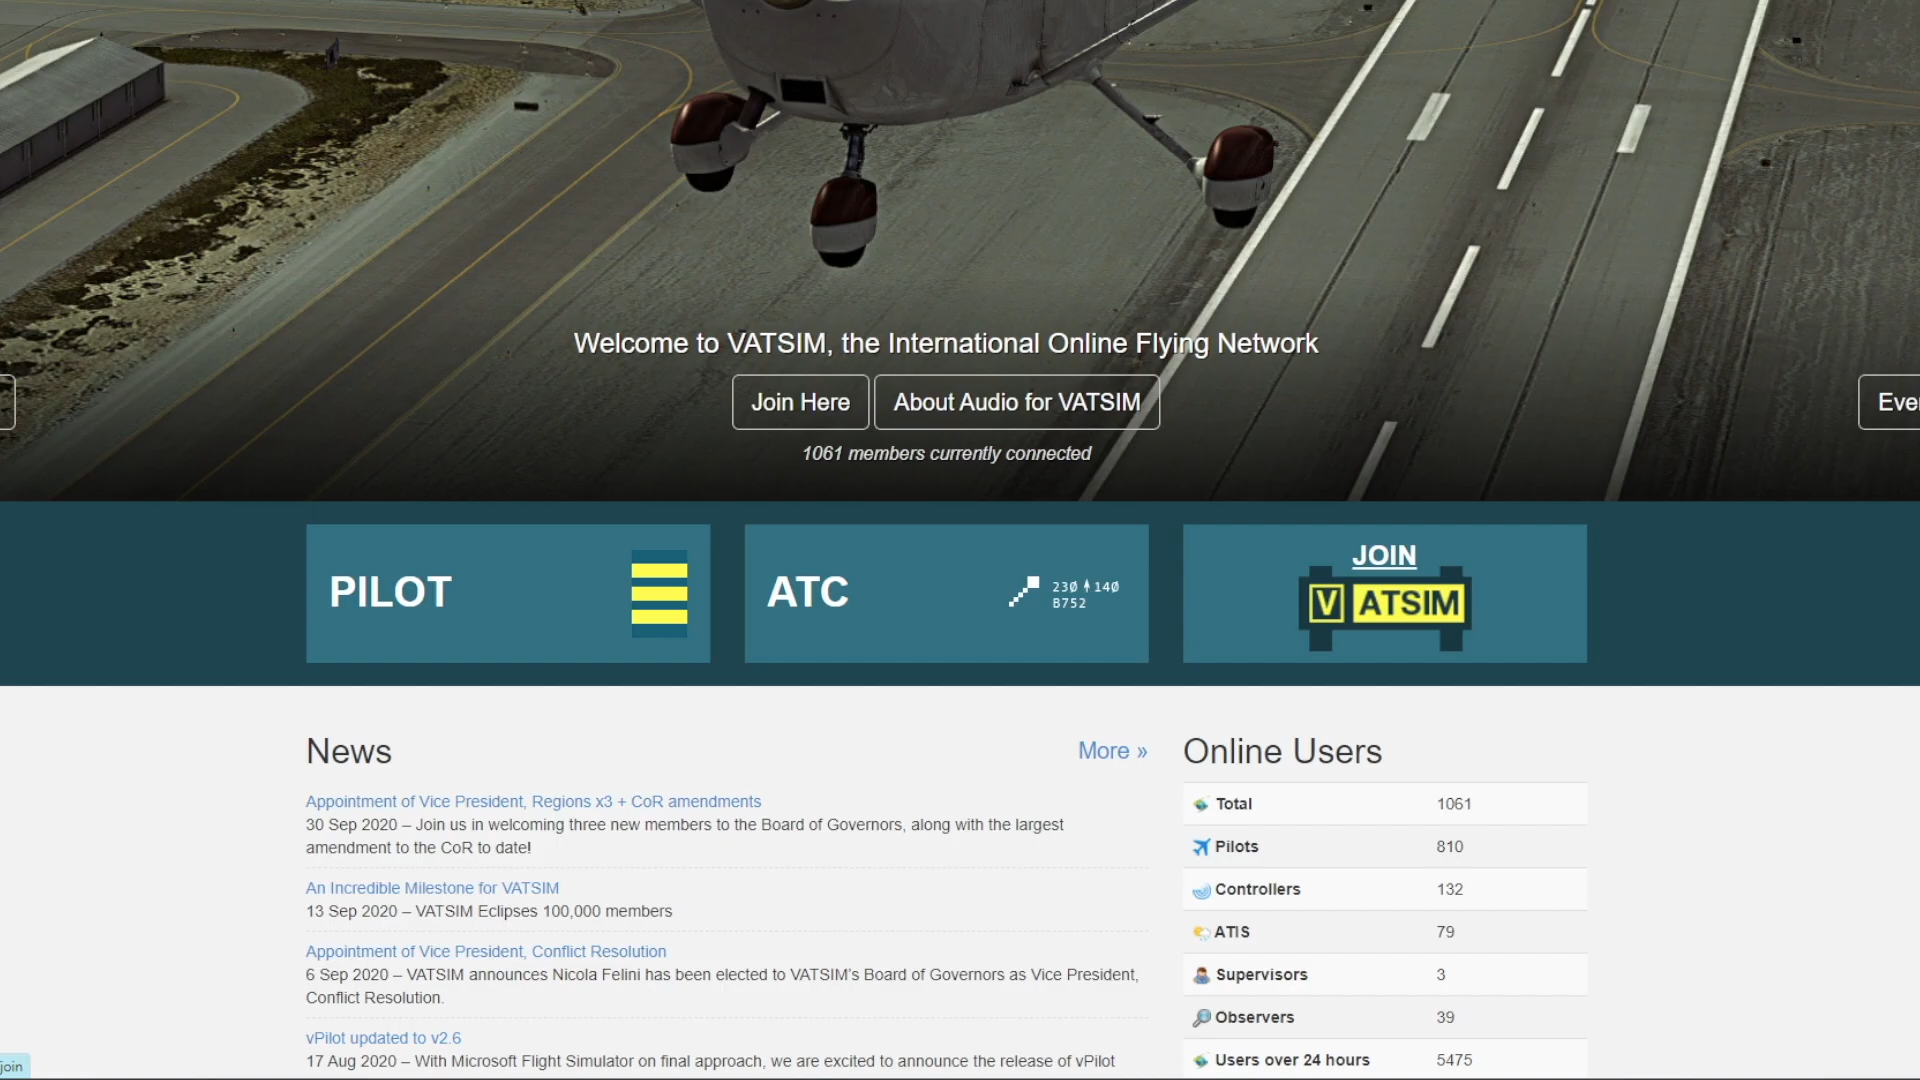 Welcome to VATSIM, the International Online Flying Network
Join Here
About Audio for VATSIM
1061 members currently connected
PILOT
ATC
230 140
B752
JOIN
V ATSIM
News
More »
Appointment of Vice President, Regions x3 + CoR amendments
30 Sep 2020 – Join us in welcoming three new members to the Board of Governors, along with the largest
amendment to the CoR to date!
An Incredible Milestone for VATSIM
13 Sep 2020 – VATSIM Eclipses 100,000 members
Appointment of Vice President, Conflict Resolution
6 Sep 2020 – VATSIM announces Nicola Felini has been elected to VATSIM's Board of Governors as Vice President,
Conflict Resolution.
vPilot updated to v2.6
17 Aug 2020 – With Microsoft Flight Simulator on final approach, we are excited to announce the release of vPilot
Online Users
Total 1061
Pilots 810
Controllers 132
ATIS 79
Supervisors 3
Observers 39
Users over 24 hours 5475
join